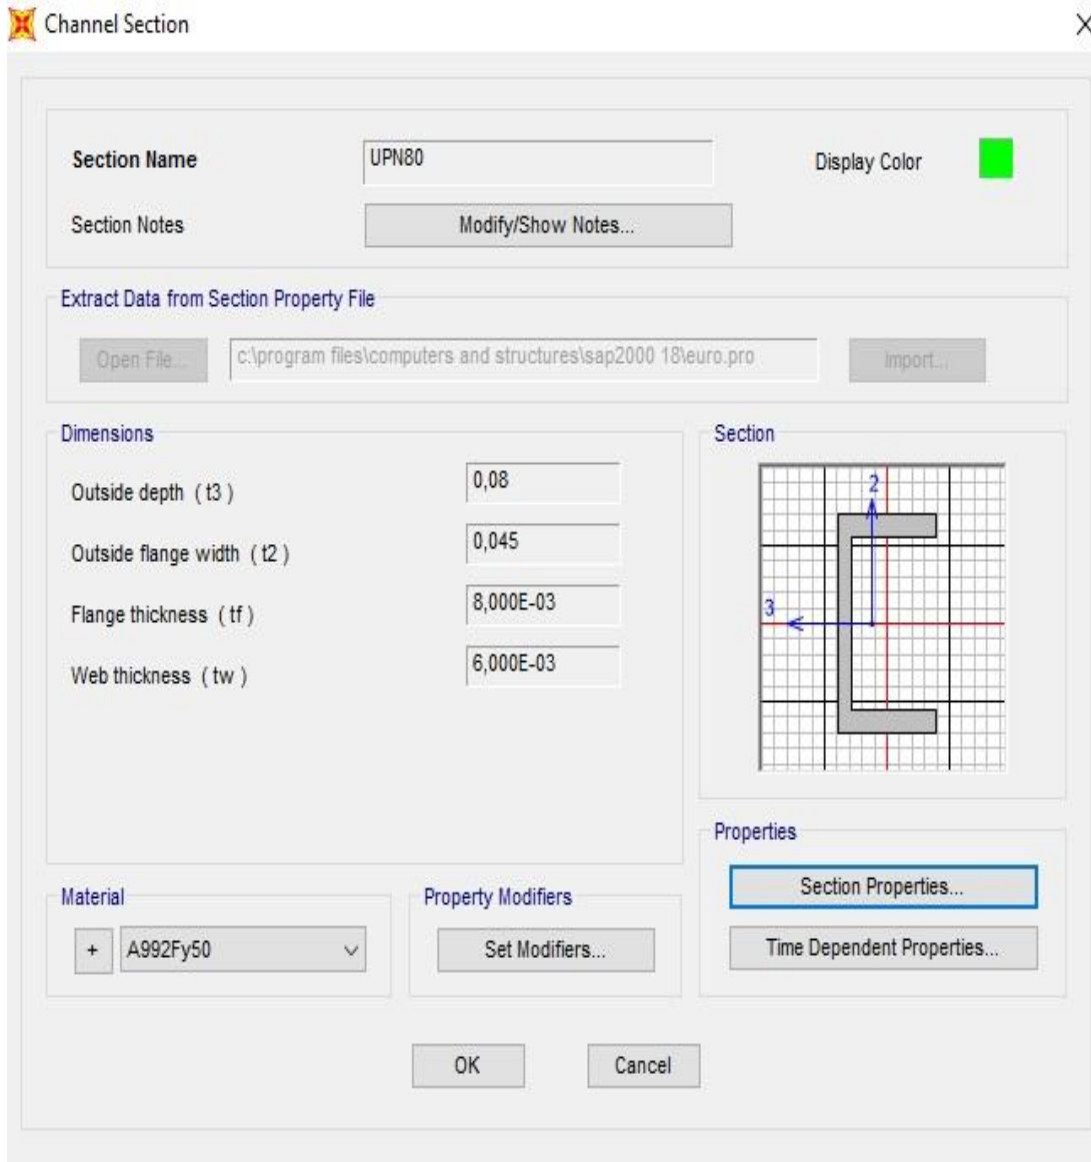 Channel Section
Section Name UPN80 Display Color
Section Notes Modify/Show Notes...
Extract Data from Section Property File
Open File... c:\program files\computers and structures\sap2000 18\euro.pro Import...
Dimensions
Outside depth ( t3 ) 0,08
Outside flange width ( t2 ) 0,045
Flange thickness ( tf ) 8,000E-03
Web thickness ( tw ) 6,000E-03
Section
2
3
Properties
Section Properties...
Time Dependent Properties...
Material
+ A992Fy50
Property Modifiers
Set Modifiers...
OK Cancel